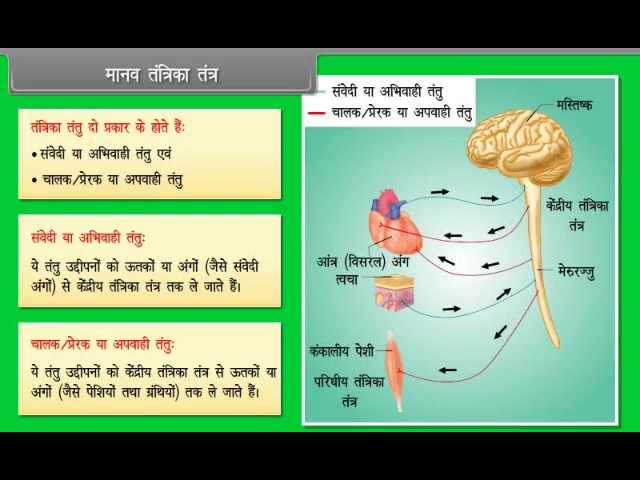 मानव तंत्रिका तंत्र
तंत्रिका तंतु दो प्रकार के होते हैंः
•संवेदी या अभिवाही तंतु एवं
• चालक/प्रेरक या अपवाही तंतु
संवेदी या अभिवाही तंतुः
ये तंतु उद्दीपनों को ऊतकों या अंगों (जैसे संवेदी
अंगों) से केंद्रीय तंत्रिका तंत्र तक ले जाते हैं।
चालक/प्रेरक या अपवाही तंतुः
ये तंतु उद्दीपनों को केंद्रीय तंत्रिका तंत्र से ऊतकों या
अंगों (जैसे पेशियों तथा ग्रंथियों) तक ले जाते हैं।
संवेदी या अभिवाही तंतु
चालक/प्रेरक या अपवाही तंतु
मस्तिष्क
केंद्रीय तंत्रिका
तंत्र
आंत्र (विसरल) अंग
त्वचा
मेरुरज्जु
कंकालीय पेशी
परिधीय तंत्रिका
तंत्र